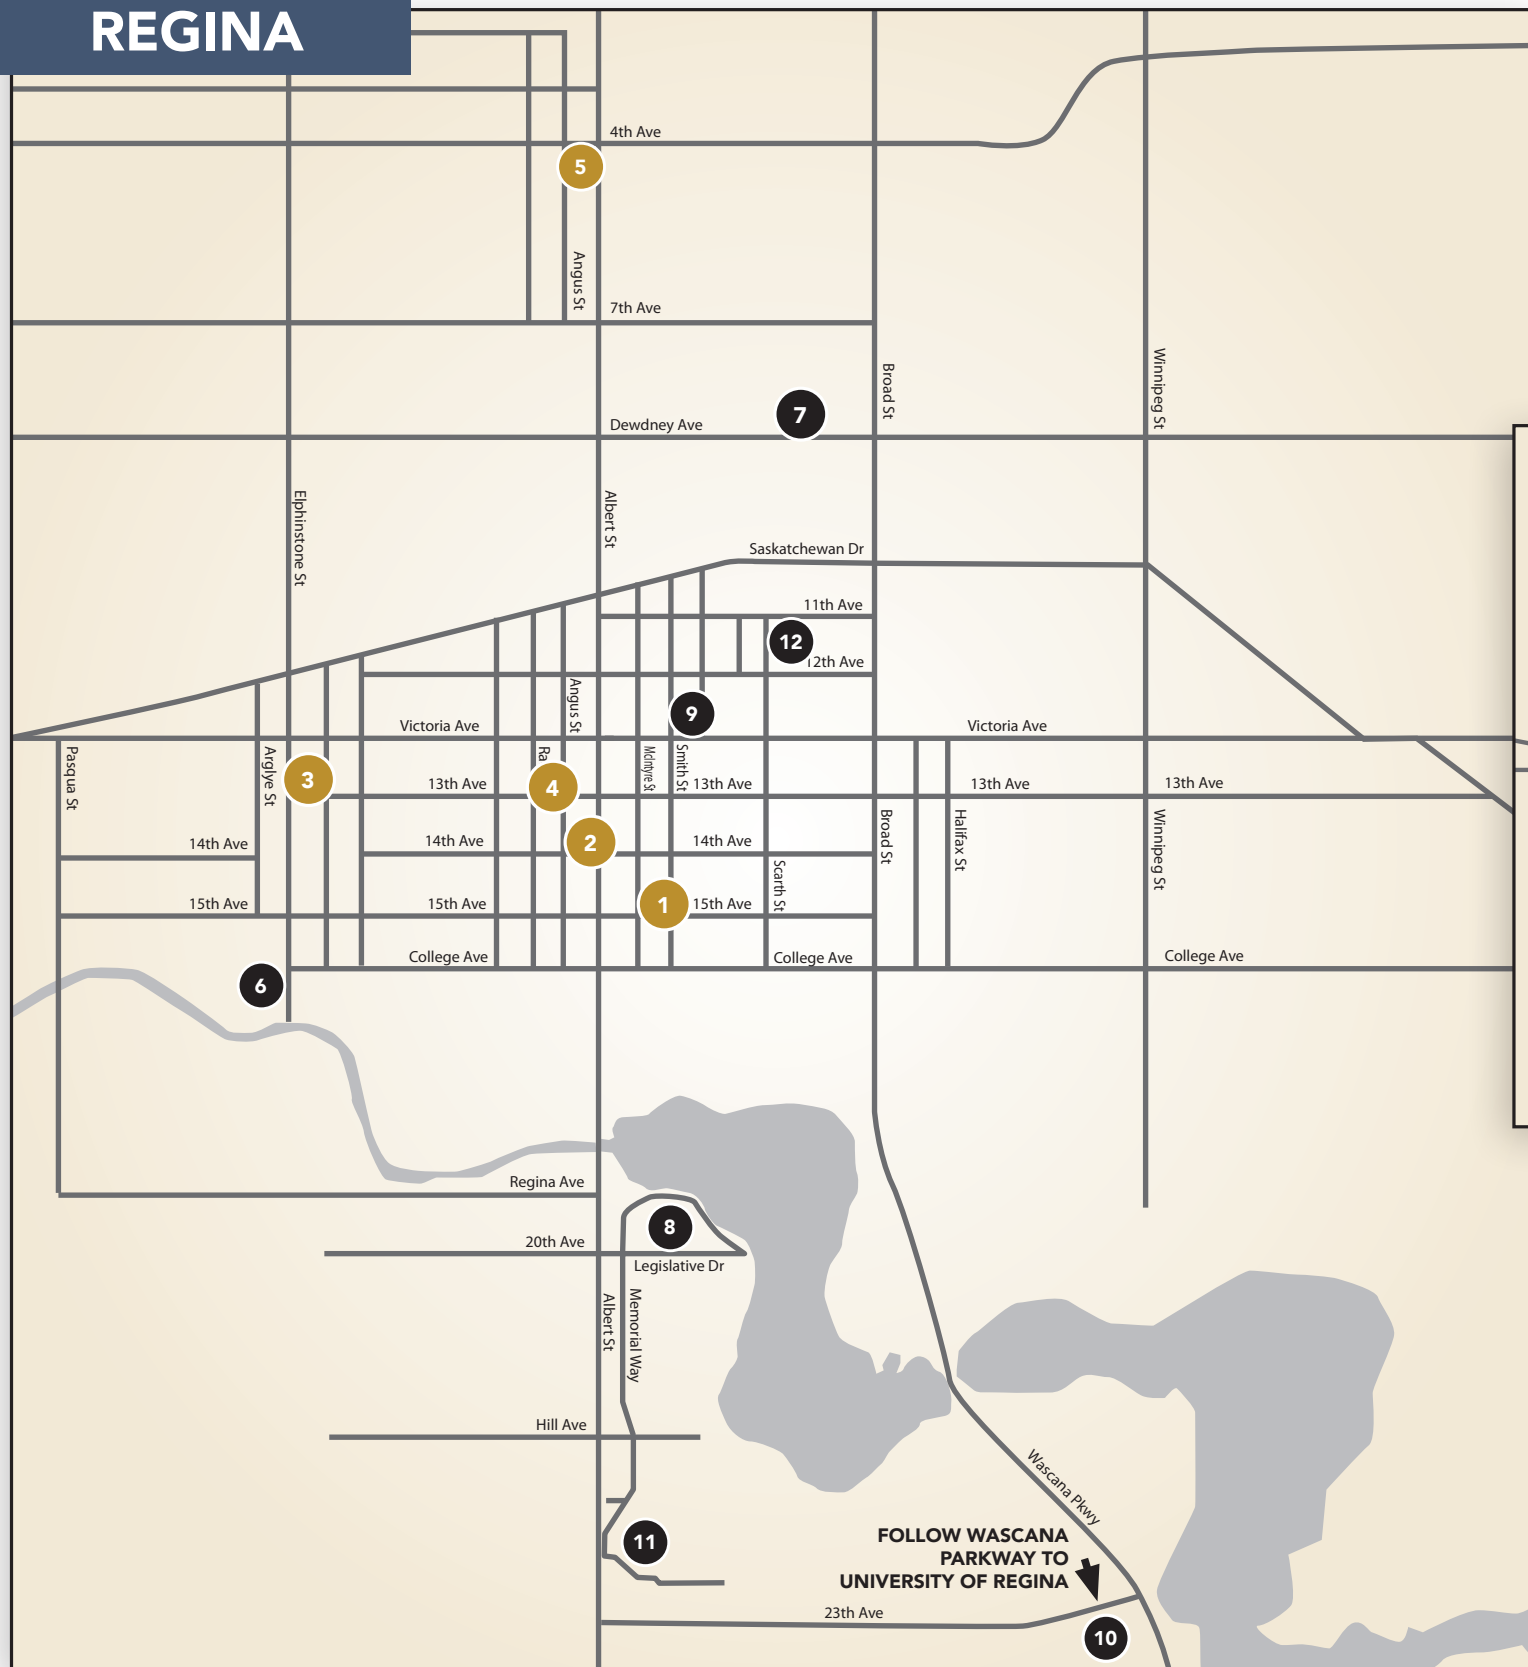 REGINA
4th Ave
5
Angus St
7th Ave
Broad St
Winnipeg St
7
Dewdney Ave
Elphinstone St
Albert St
Saskatchewan Dr
11th Ave
12
12th Ave
Angus St
9
Victoria Ave
Victoria Ave
Pasqua St
Arglye St
3
Ra
4
McIntyre St
Smith St
13th Ave
13th Ave
13th Ave
13th Ave
14th Ave
14th Ave
2
14th Ave
Broad St
Halifax St
Winnipeg St
Scarth St
15th Ave
15th Ave
1
15th Ave
College Ave
College Ave
College Ave
6
Regina Ave
8
20th Ave
Legislative Dr
Albert St
Memorial Way
Hill Ave
Wascana Pkwy
11
FOLLOW WASCANA
PARKWAY TO
UNIVERSITY OF REGINA
23th Ave
10